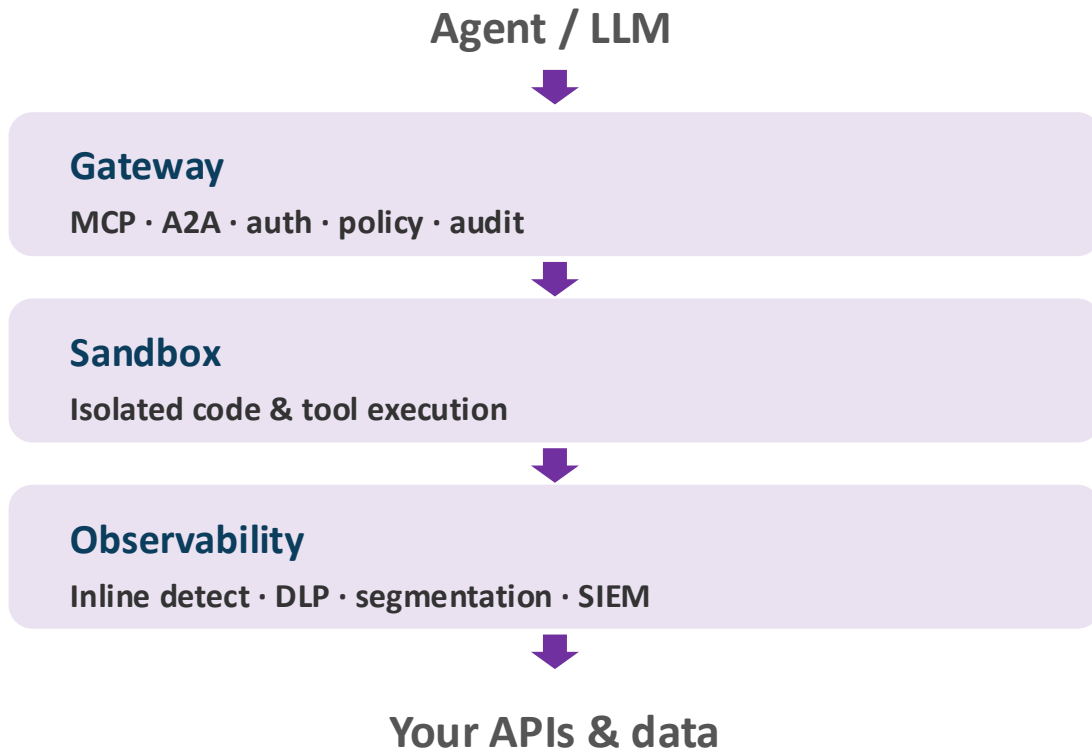 Agent / LLM
Gateway
MCP · A2A · auth · policy · audit
Sandbox
Isolated code & tool execution
Observability
Inline detect · DLP · segmentation · SIEM
Your APIs & data